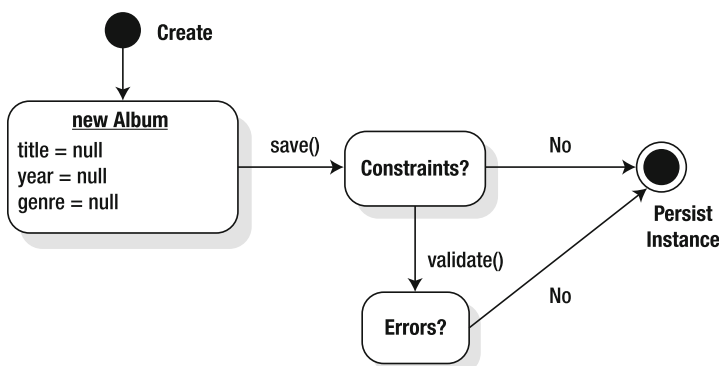 Create
new Album
title = null
year = null
genre = null
save()
Constraints?
No
Persist
Instance
validate()
No
Errors?